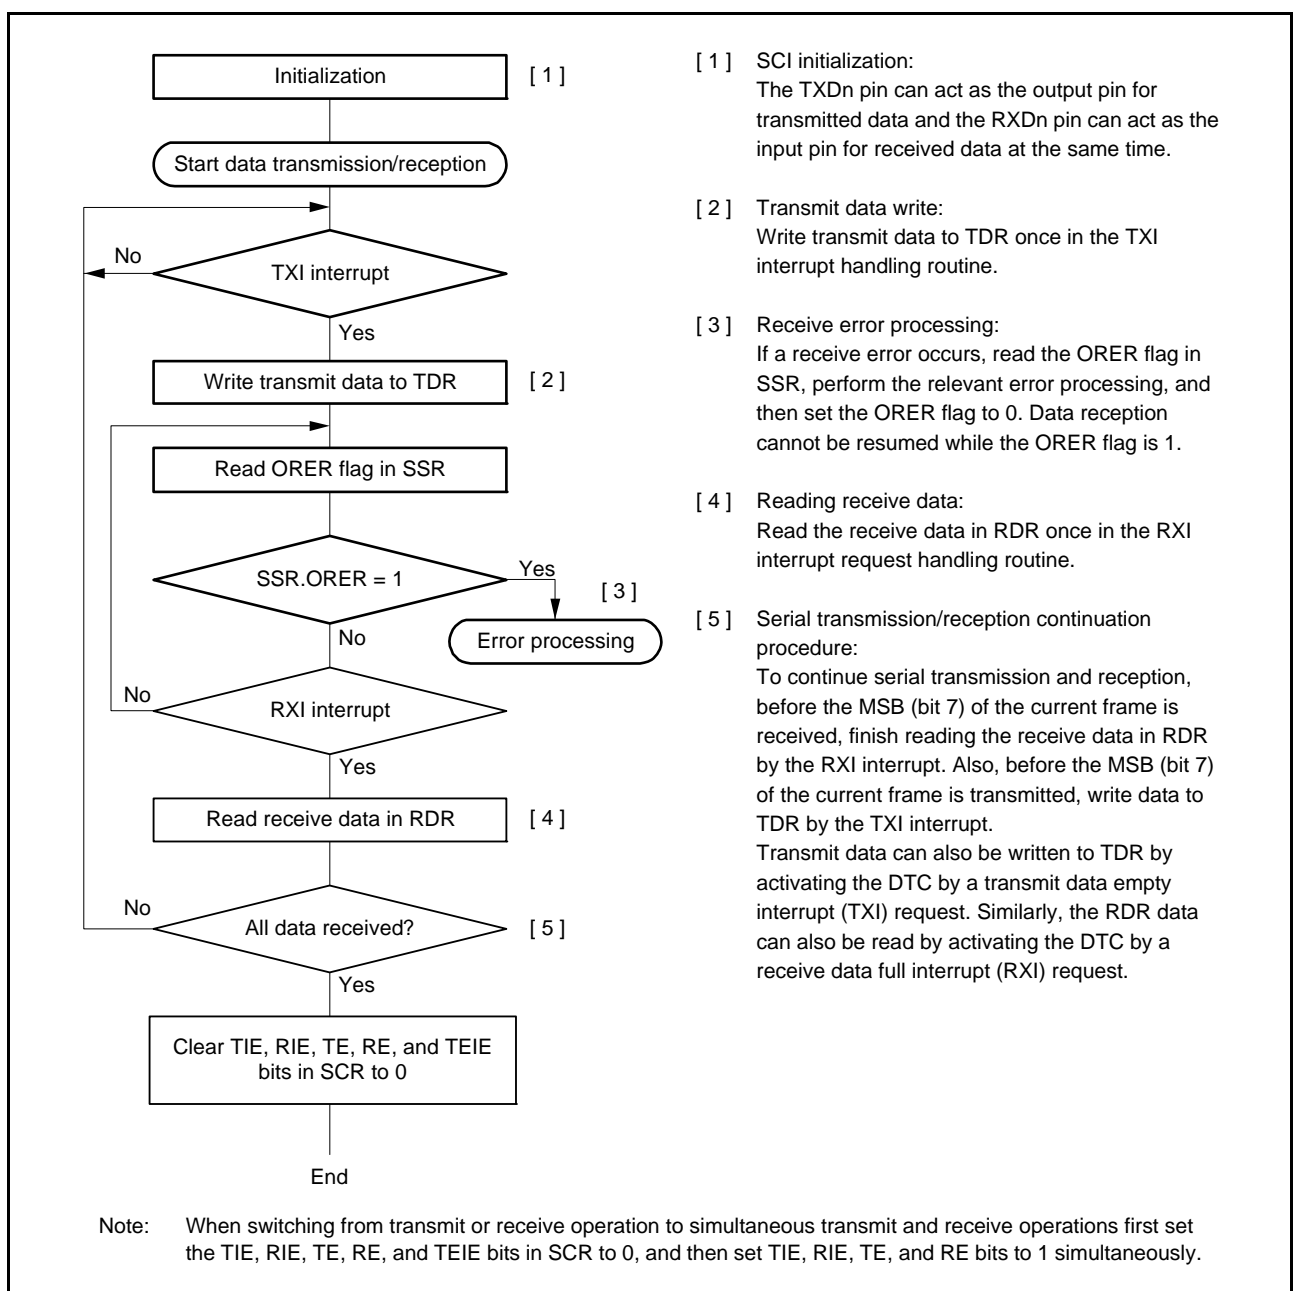 Initialization
[ 1 ]
Start data transmission/reception
No
TXI interrupt
Yes
Write transmit data to TDR
[ 2 ]
Read ORER flag in SSR
SSR.ORER = 1
Yes
[ 3 ]
Error processing
No
No
RXI interrupt
Yes
Read receive data in RDR
[ 4 ]
No
All data received?
[ 5 ]
Yes
Clear TIE, RIE, TE, RE, and TEIE
bits in SCR to 0
End
[ 1 ] SCI initialization:
The TXDn pin can act as the output pin for
transmitted data and the RXDn pin can act as the
input pin for received data at the same time.
[ 2 ] Transmit data write:
Write transmit data to TDR once in the TXI
interrupt handling routine.
[ 3 ] Receive error processing:
If a receive error occurs, read the ORER flag in
SSR, perform the relevant error processing, and
then set the ORER flag to 0. Data reception
cannot be resumed while the ORER flag is 1.
[ 4 ] Reading receive data:
Read the receive data in RDR once in the RXI
interrupt request handling routine.
[ 5 ] Serial transmission/reception continuation
procedure:
To continue serial transmission and reception,
before the MSB (bit 7) of the current frame is
received, finish reading the receive data in RDR
by the RXI interrupt. Also, before the MSB (bit 7)
of the current frame is transmitted, write data to
TDR by the TXI interrupt.
Transmit data can also be written to TDR by
activating the DTC by a transmit data empty
interrupt (TXI) request. Similarly, the RDR data
can also be read by activating the DTC by a
receive data full interrupt (RXI) request.
Note: When switching from transmit or receive operation to simultaneous transmit and receive operations first set
the TIE, RIE, TE, RE, and TEIE bits in SCR to 0, and then set TIE, RIE, TE, and RE bits to 1 simultaneously.